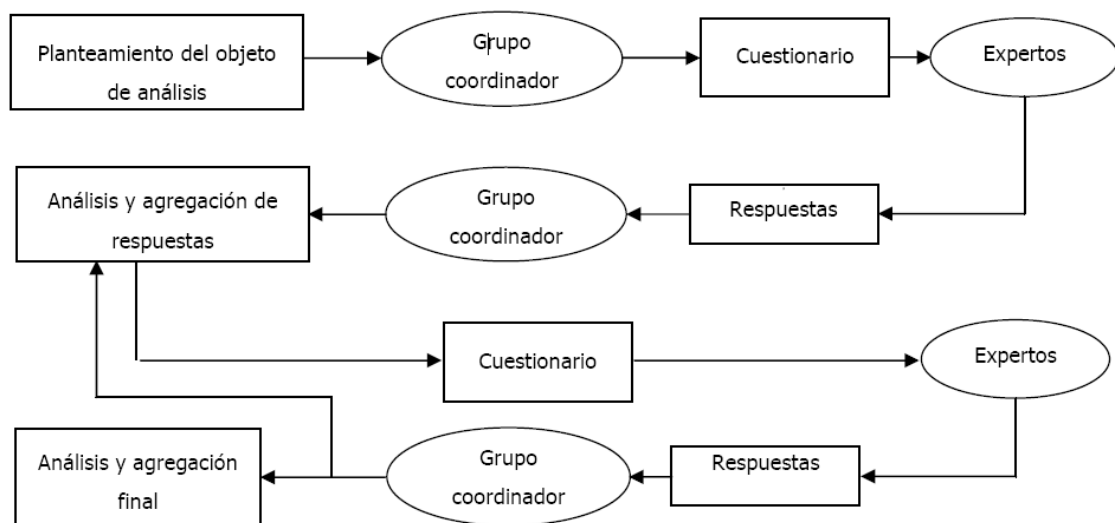 Planteamiento del objeto
de análisis
Grupo
coordinador
Cuestionario
Expertos
Análisis y agregación de
respuestas
Grupo
coordinador
Respuestas
Cuestionario
Expertos
Análisis y agregación
final
Grupo
coordinador
Respuestas